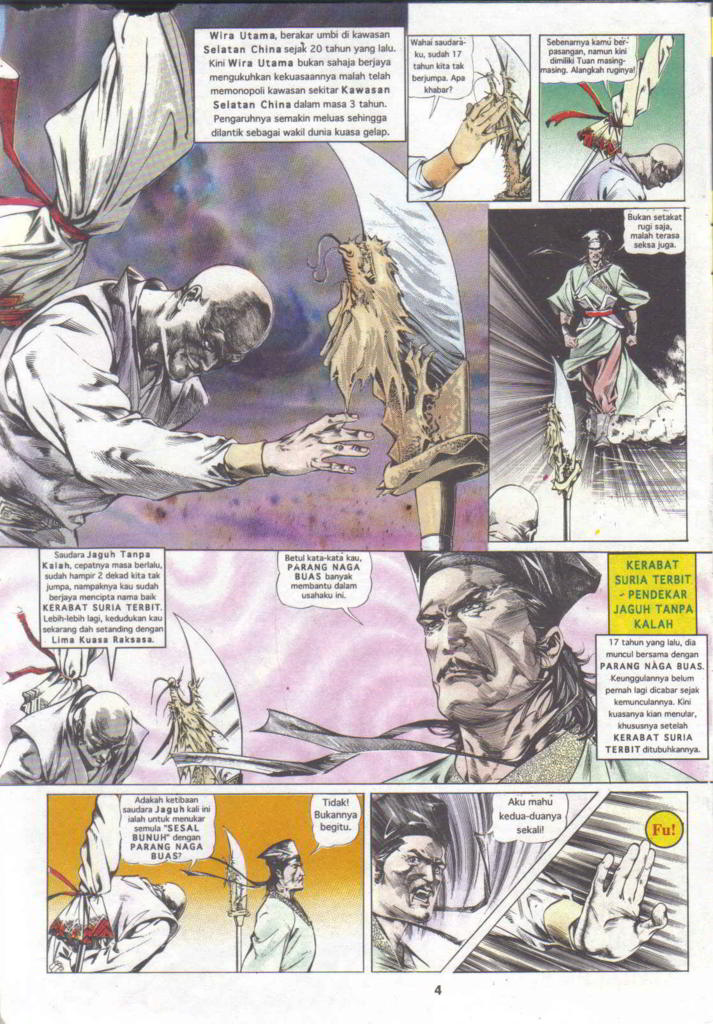 Wira Utama, berakar umbi di kawasan
Selatan China sejak 20 tahun yang lalu.
Kini Wira Utama bukan sahaja berjaya
mengukuhkan kekuasaannya malah telah
memonopoli kawasan sekitar Kawasan
Selatan China dalam masa 3 tahun.
Pengaruhnya semakin meluas sehingga
dilantik sebagai wakil dunia kuasa gelap.
Wahai saudara-
ku, sudah 17
tahun kita tak
berjumpa. Apa
khabar?
Sebenarnya kamu ber-
pasangan, namun kini
dimiliki Tuan masing-
masing. Alangkah ruginya!
Bukan setakat
rugi saja,
malah terasa
seksa juga.
Saudara Jaguh Tanpa
Kalah, cepatnya masa berlalu,
sudah hampir 2 dekad kita tak
jumpa, nampaknya kau sudah
berjaya mencipta nama baik
KERABAT SURIA TERBIT.
Lebih-lebih lagi, kedudukan kau
sekarang dah setanding dengan
Lima Kuasa Raksasa.
Betul kata-kata kau,
PARANG NAGA
BUAS banyak
membantu dalam
usahaku ini.
KERABAT
SURIA TERBIT
- PENDEKAR
JAGUH TANPA
KALAH
17 tahun yang lalu, dia
muncul bersama dengan
PARANG NAGA BUAS.
Keunggulannya belum
pernah lagi dicabar sejak
kemunculannya. Kini
kuasanya kian menular,
khususnya setelah
KERABAT SURIA
TERBIT ditubuhkannya.
Adakah ketibaan
saudara Jaguh kali ini
ialah untuk menukar
semula "SESAL
BUNUH" dengan
PARANG NAGA
BUAS?
Tidak!
Bukannya
begitu.
Aku mahu
kedua-duanya
sekali!
Fu!
4